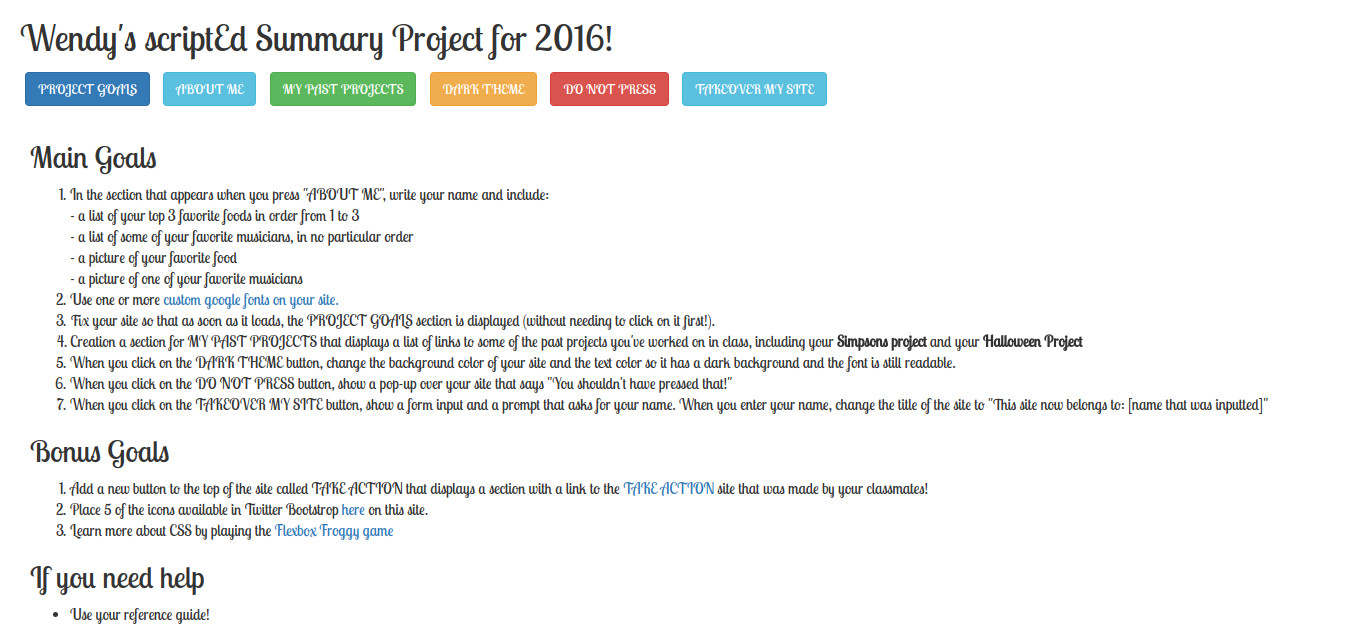 Wendy's scriptEd Summary Project for 2016!
PROJECT GOALS ABOUT ME MY PAST PROJECTS DARK THEME DO NOT PRESS TAKEOVER MY SITE
Main Goals
1. In the section that appears when you press "ABOUT ME", write your name and include:
- a list of your top 3 favorite foods in order from 1 to 3
- a list of some of your favorite musicians, in no particular order
- a picture of your favorite food
- a picture of one of your favorite musicians
2. Use one or more custom google fonts on your site.
3. Fix your site so that as soon as it loads, the PROJECT GOALS section is displayed (without needing to click on it first!).
4. Creation a section for MY PAST PROJECTS that displays a list of links to some of the past projects you've worked on in class, including your Simpsons project and your Halloween Project
5. When you click on the DARK THEME button, change the background color of your site and the text color so it has a dark background and the font is still readable.
6. When you click on the DO NOT PRESS button, show a pop-up over your site that says "You shouldn't have pressed that!"
7. When you click on the TAKEOVER MY SITE button, show a form input and a prompt that asks for your name. When you enter your name, change the title of the site to "This site now belongs to: [name that was inputted]"
Bonus Goals
1. Add a new button to the top of the site called TAKE ACTION that displays a section with a link to the TAKE ACTION site that was made by your classmates!
2. Place 5 of the icons available in Twitter Bootstrop here on this site.
3. Learn more about CSS by playing the Flexbox Froggy game
If you need help
• Use your reference guide!